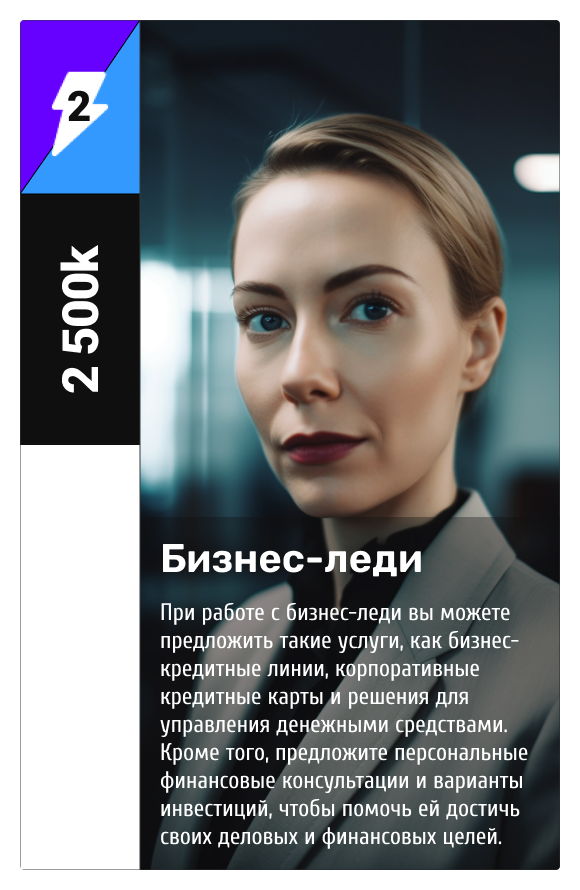 2
2 500k
Бизнес-леди
При работе с бизнес-леди вы можете
предложить такие услуги, как бизнес-
кредитные линии, корпоративные
кредитные карты и решения для
управления денежными средствами.
Кроме того, предложите персональные
финансовые консультации и варианты
инвестиций, чтобы помочь ей достичь
своих деловых и финансовых целей.